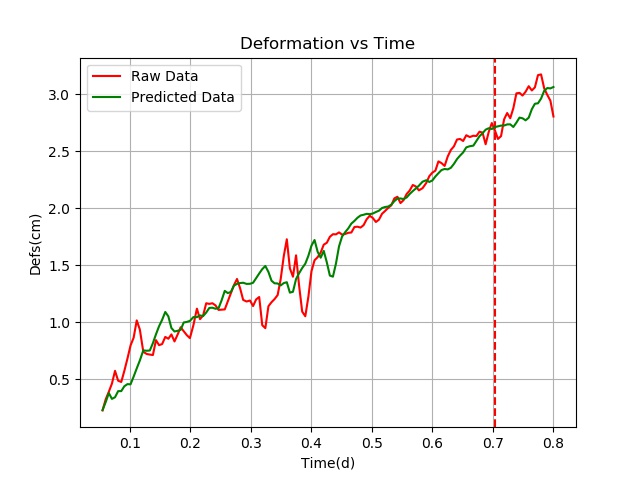 Deformation vs Time
Raw Data
Predicted Data
Defs(cm)
3.0
2.5
2.0
1.5
1.0
0.5
0.1 0.2 0.3 0.4 0.5 0.6 0.7 0.8
Time(d)